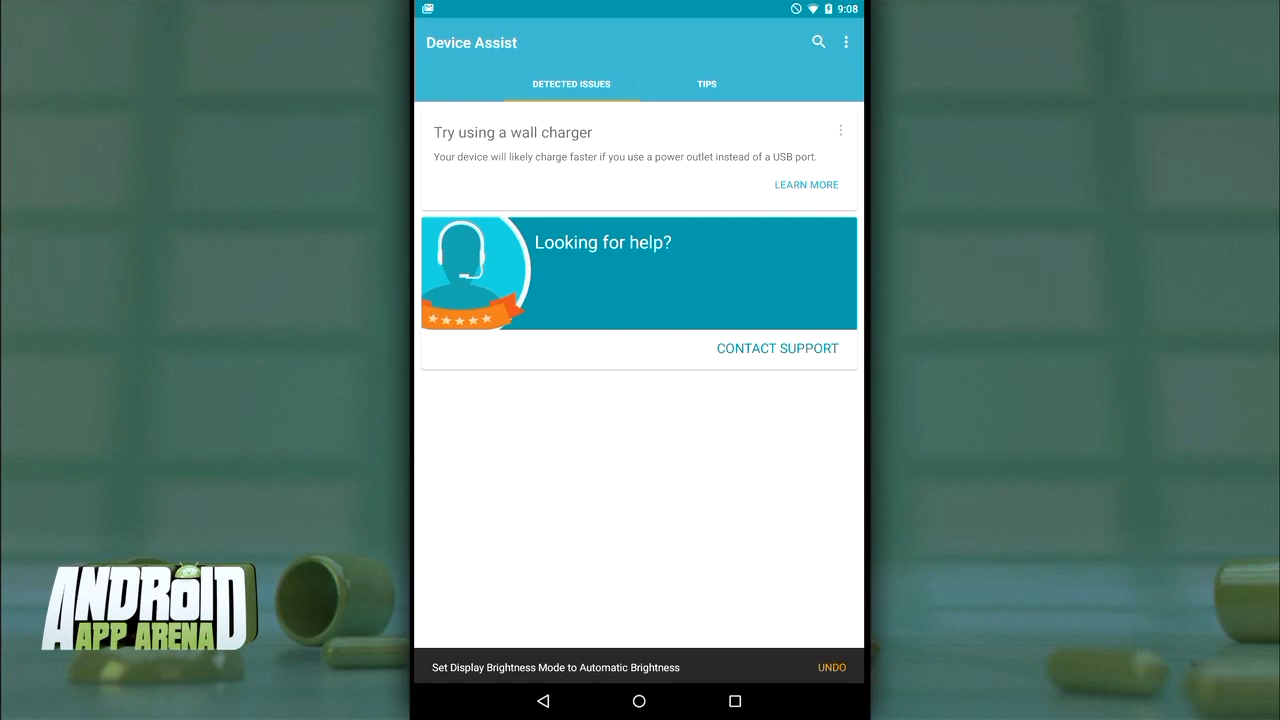 9:08
Device Assist
DETECTED ISSUES
TIPS
Try using a wall charger
Your device will likely charge faster if you use a power outlet instead of a USB port.
LEARN MORE
Looking for help?
CONTACT SUPPORT
Set Display Brightness Mode to Automatic Brightness
UNDO
ANDROID
APP ARENA